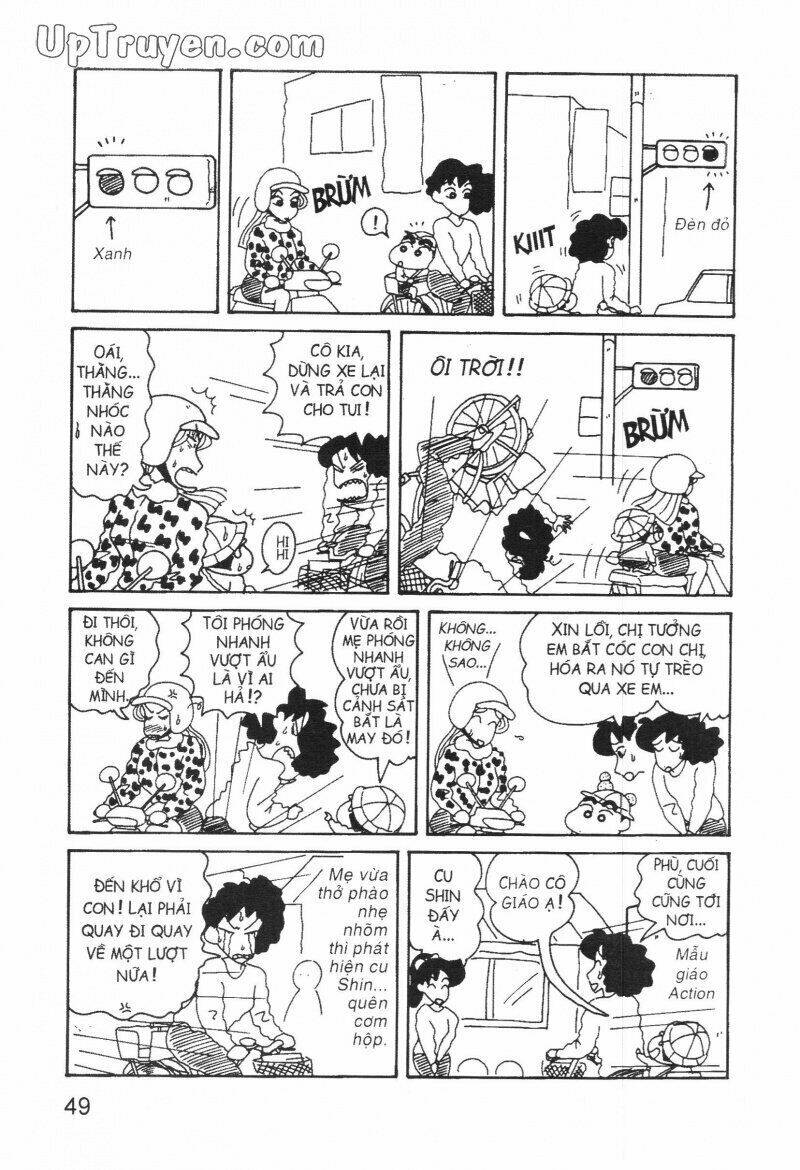 UpTruyen.com
Đèn đỏ
KIIIT
BRỪM
!
Xanh
BRỪM
ÔI TRỜI!!
CÔ KIA,
DỪNG XE LẠI
VÀ TRẢ CON
CHO TUI!
HI
HI
OÁI,
THẰNG...
THẰNG
NHÓC
NÀO
THẾ
NÀY?
XIN LỖI, CHỊ TƯỞNG
EM BẮT CÓC CON CHỊ,
HÓA RA NÓ TỰ TRÈO
QUA XE EM...
KHÔNG...
KHÔNG
SAO...
VỪA RỒI
MẸ PHÓNG
NHANH
VƯỢT ẨU,
CHƯA BỊ
CẢNH SÁT
BẮT LÀ
MAY ĐÓ!
TÔI PHÓNG
NHANH
VƯỢT ẨU
LÀ VÌ AI
HẢ!?
ĐI THÔI,
KHÔNG
CAN GÌ
ĐẾN
MÌNH.
PHÙ, CUỐI
CÙNG
CŨNG TỚI
NƠI...
Mẫu
giáo
Action
CHÀO CÔ
GIÁO Ạ!
CU
SHIN
ĐẤY
À...
Mẹ vừa
thở phào
nhẹ
nhõm
thì phát
hiện cu
Shin...
quên
cơm
hộp.
ĐẾN KHỔ VÌ
CON! LẠI PHẢI
QUAY ĐI QUAY
VỀ MỘT LƯỢT
NỮA!
49